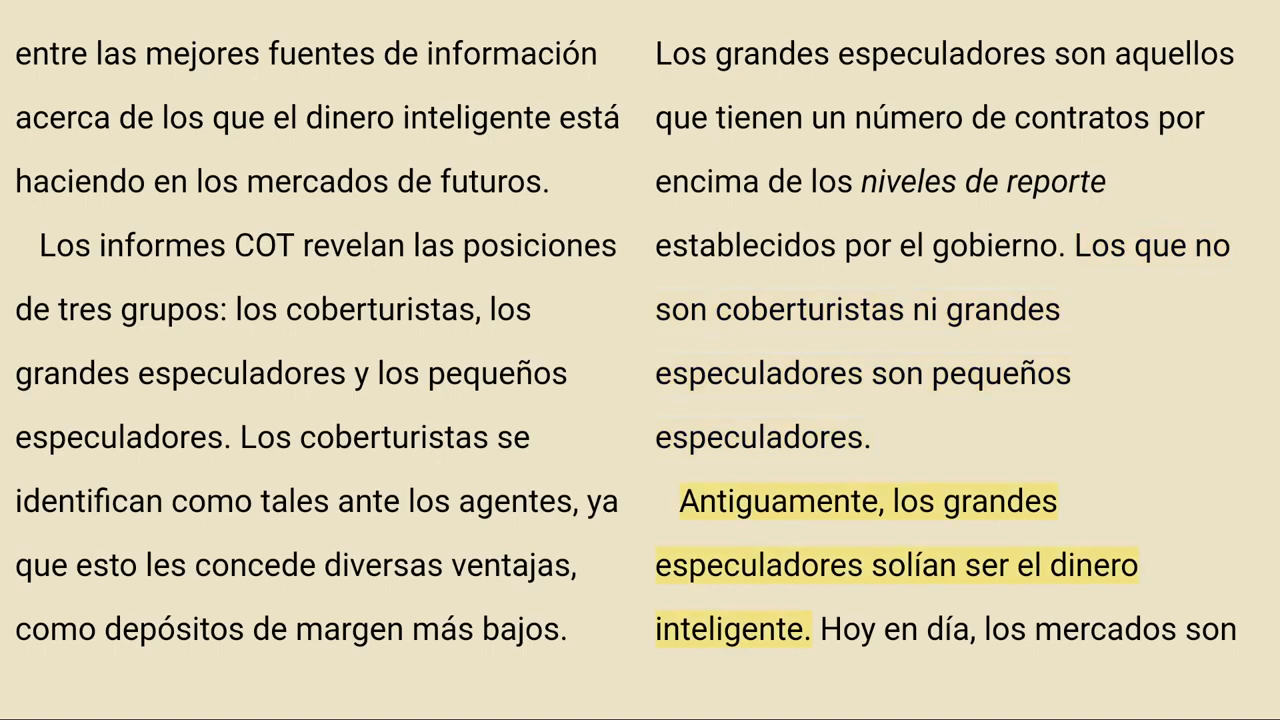 entre las mejores fuentes de información
acerca de los que el dinero inteligente está
haciendo en los mercados de futuros.
Los informes COT revelan las posiciones
de tres grupos: los coberturistas, los
grandes especuladores y los pequeños
especuladores. Los coberturistas se
identifican como tales ante los agentes, ya
que esto les concede diversas ventajas,
como depósitos de margen más bajos.
Los grandes especuladores son aquellos
que tienen un número de contratos por
encima de los niveles de reporte
establecidos por el gobierno. Los que no
son coberturistas ni grandes
especuladores son pequeños
especuladores.
Antiguamente, los grandes
especuladores solían ser el dinero
inteligente. Hoy en día, los mercados son